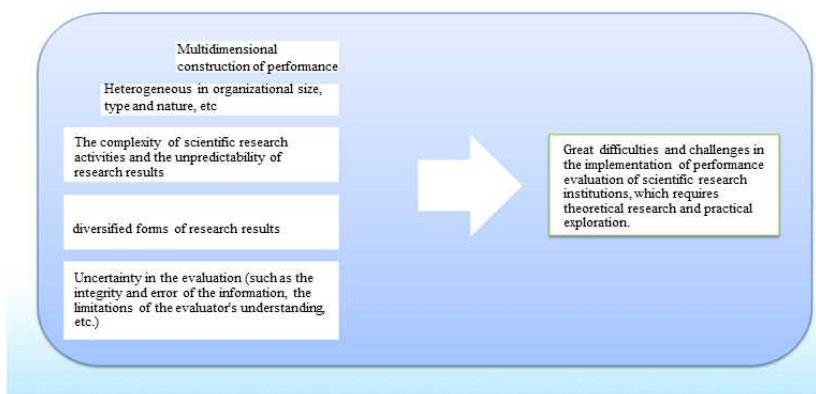 Multidimensional
construction of performance
Heterogeneous in organizational size,
type and nature, etc
The complexity of scientific research
activities and the unpredictability of
research results
diversified forms of research results
Uncertainty in the evaluation (such as the
integrity and error of the information, the
limitations of the evaluator's understanding,
etc.)
Great difficulties and challenges in
the implementation of performance
evaluation of scientific research
institutions, which requires
theoretical research and practical
exploration.